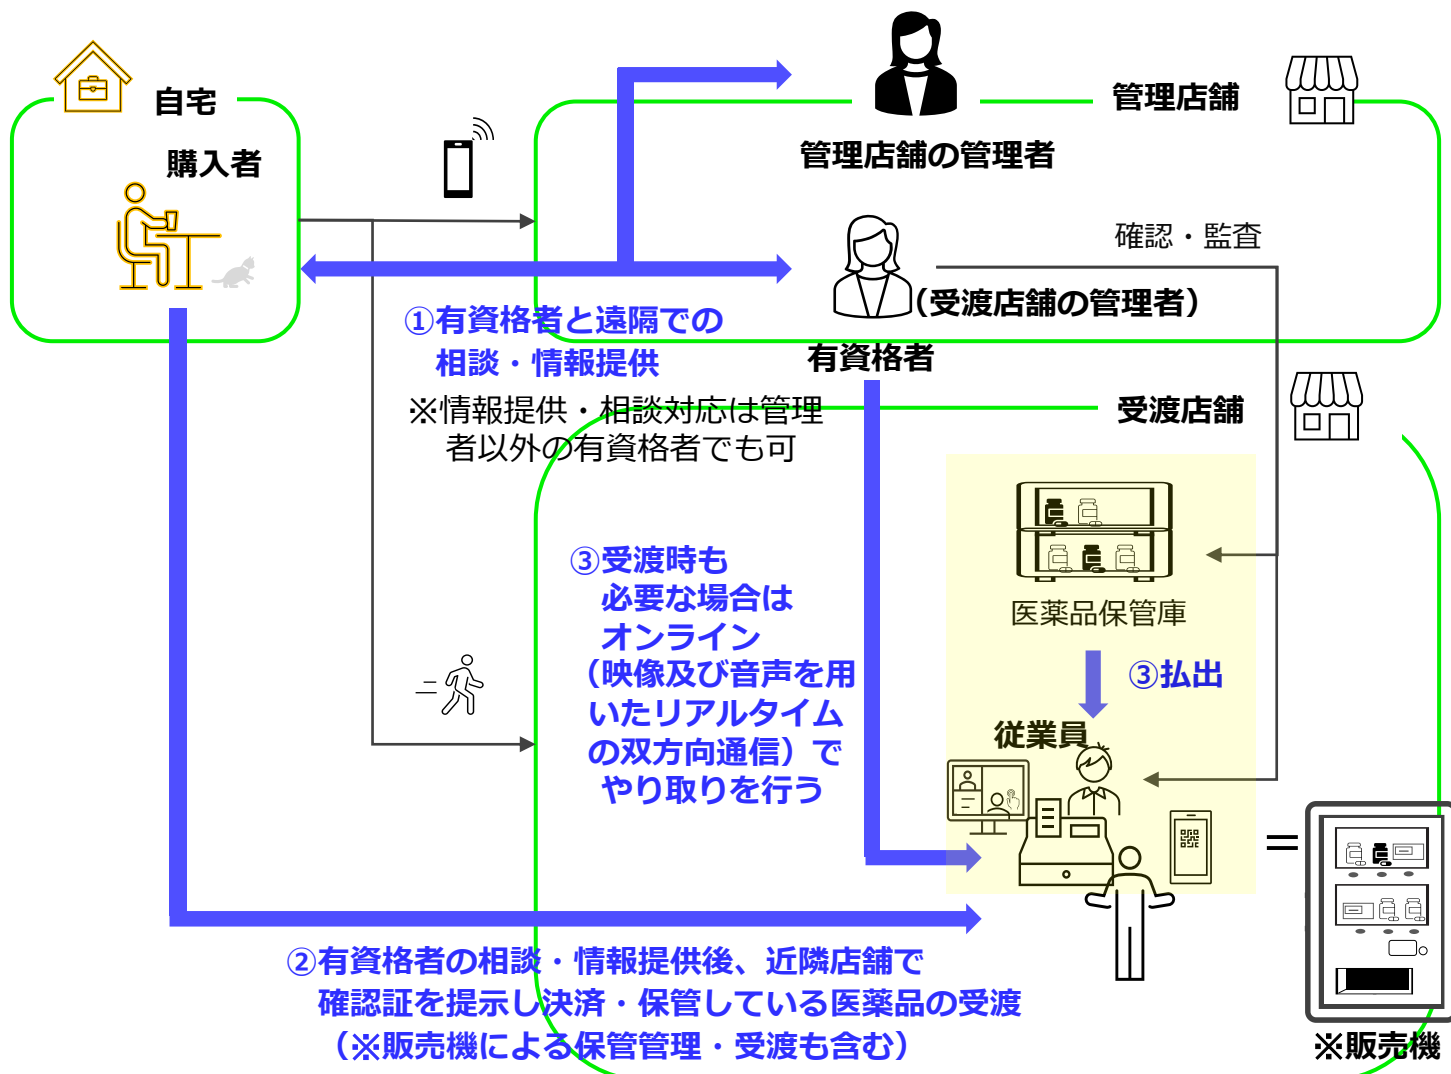 自宅
購入者
管理店舗
管理店舗の管理者
確認・監査
（受渡店舗の管理者）
有資格者
①有資格者と遠隔での
相談・情報提供
※情報提供・相談対応は管理
者以外の有資格者でも可
受渡店舗
③受渡時も
必要な場合は
オンライン
（映像及び音声を用
いたリアルタイム
の双方向通信）で
やり取りを行う
医薬品保管庫
③払出
従業員
＝
②有資格者の相談・情報提供後、近隣店舗で
確認証を提示し決済・保管している医薬品の受渡
（※販売機による保管管理・受渡も含む）
※販売機